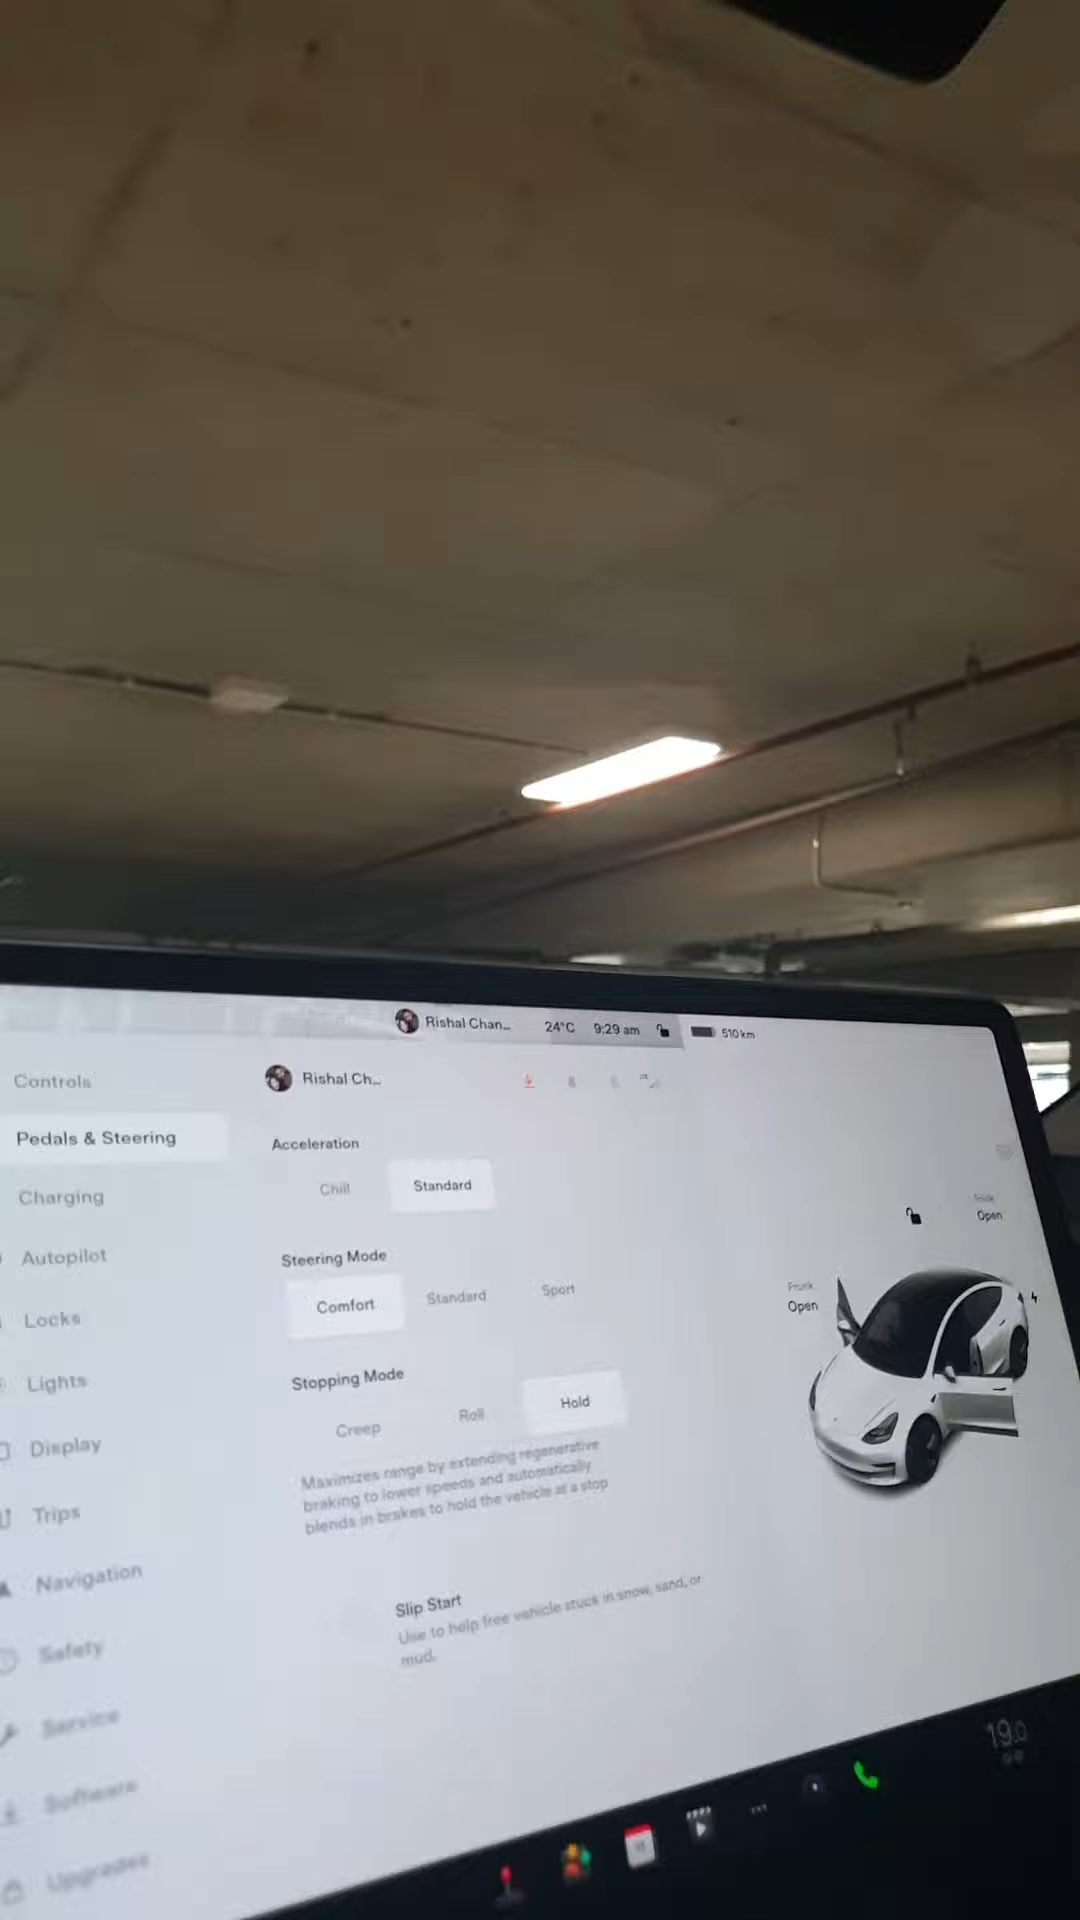 Rishal Chan... 24°C 9:29 am 510 km
Controls
Rishal Ch...
Pedals & Steering
Acceleration
Chill Standard
Charging
Autopilot
Steering Mode
Comfort Standard Sport
Locks
Lights
Stopping Mode
Creep Roll Hold
Display
Maximizes range by extending regenerative
braking to lower speeds and automatically
blends in brakes to hold the vehicle at a stop
Trips
Navigation
Slip Start
Use to help free vehicle stuck in snow, sand, or
mud.
Safety
Service
Software
Upgrades
Trunk
Open
Frunk
Open
19.0